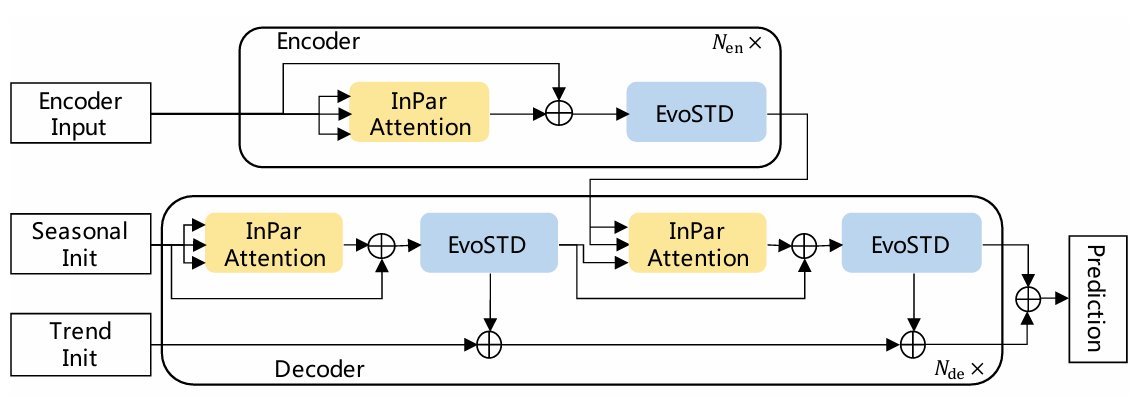 Encoder
N_en ×
Encoder
Input
InPar
Attention
EvoSTD
Seasonal
Init
InPar
Attention
EvoSTD
InPar
Attention
EvoSTD
Prediction
Trend
Init
Decoder
N_de ×